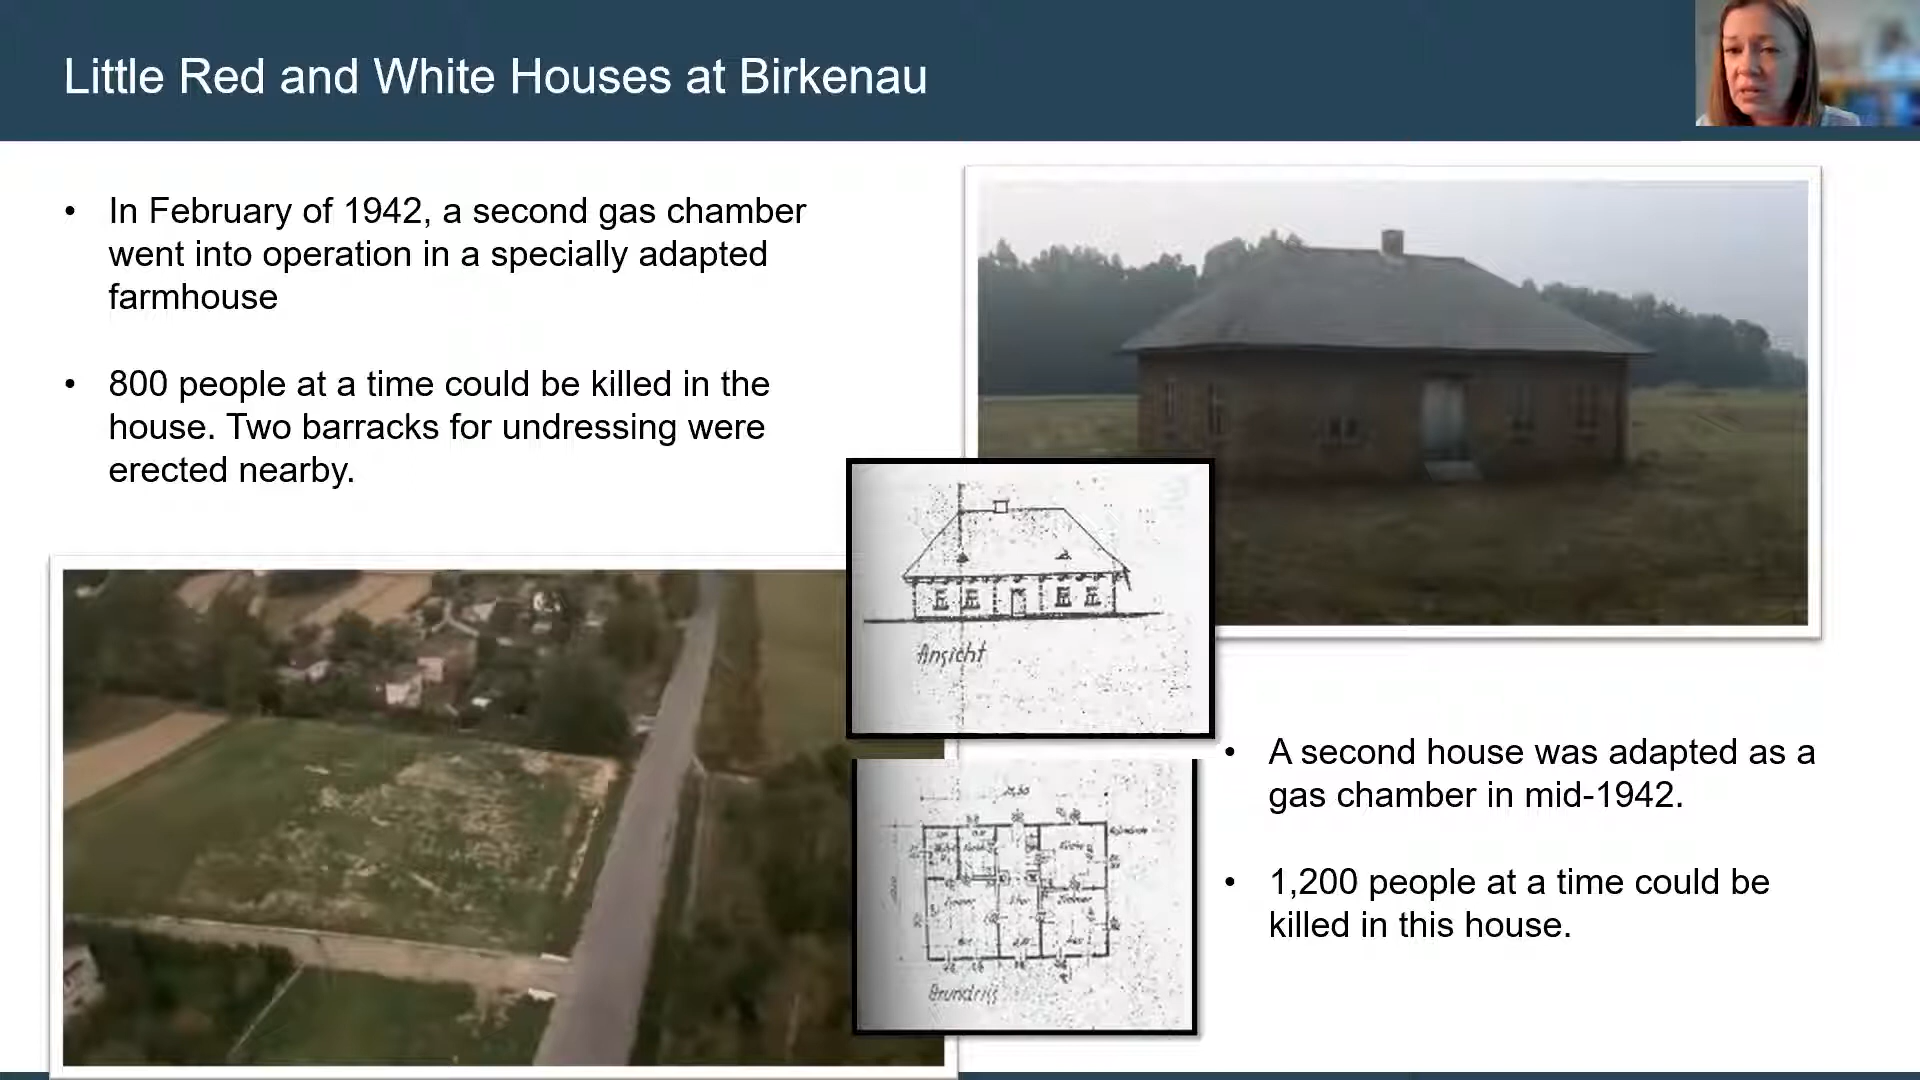 Little Red and White Houses at Birkenau
• In February of 1942, a second gas chamber
went into operation in a specially adapted
farmhouse
• 800 people at a time could be killed in the
house. Two barracks for undressing were
erected nearby.
Ansicht
Grundriss
• A second house was adapted as a
gas chamber in mid-1942.
• 1,200 people at a time could be
killed in this house.